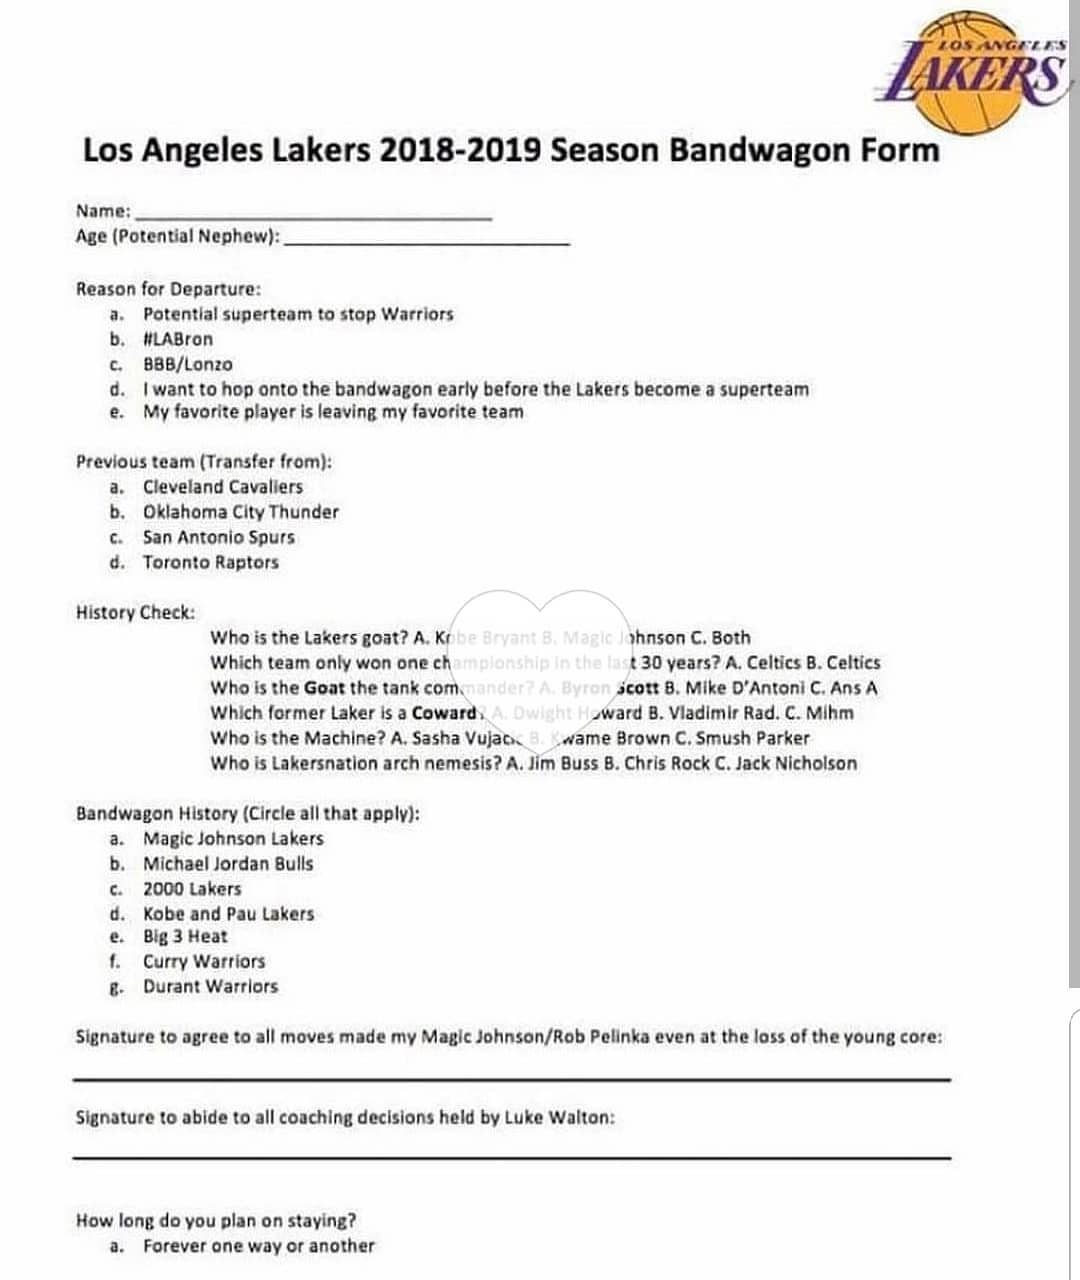 LOS ANGELES
LAKERS
Los Angeles Lakers 2018-2019 Season Bandwagon Form
Name:
Age (Potential Nephew):
Reason for Departure:
a. Potential superteam to stop Warriors
b. #LABron
c. BBB/Lonzo
d. I want to hop onto the bandwagon early before the Lakers become a superteam
e. My favorite player is leaving my favorite team
Previous team (Transfer from):
a. Cleveland Cavaliers
b. Oklahoma City Thunder
c. San Antonio Spurs
d. Toronto Raptors
History Check:
Who is the Lakers goat? A. Kobe Bryant B. Magic Johnson C. Both
Which team only won one championship in the last 30 years? A. Celtics B. Celtics
Who is the Goat the tank commander? A. Byron Scott B. Mike D'Antoni C. Ans A
Which former Laker is a Coward? A. Dwight Howard B. Vladimir Rad. C. Mihm
Who is the Machine? A. Sasha Vujacic B. Kwame Brown C. Smush Parker
Who is Lakersnation arch nemesis? A. Jim Buss B. Chris Rock C. Jack Nicholson
Bandwagon History (Circle all that apply):
a. Magic Johnson Lakers
b. Michael Jordan Bulls
c. 2000 Lakers
d. Kobe and Pau Lakers
e. Big 3 Heat
f. Curry Warriors
g. Durant Warriors
Signature to agree to all moves made my Magic Johnson/Rob Pelinka even at the loss of the young core:
Signature to abide to all coaching decisions held by Luke Walton:
How long do you plan on staying?
a. Forever one way or another